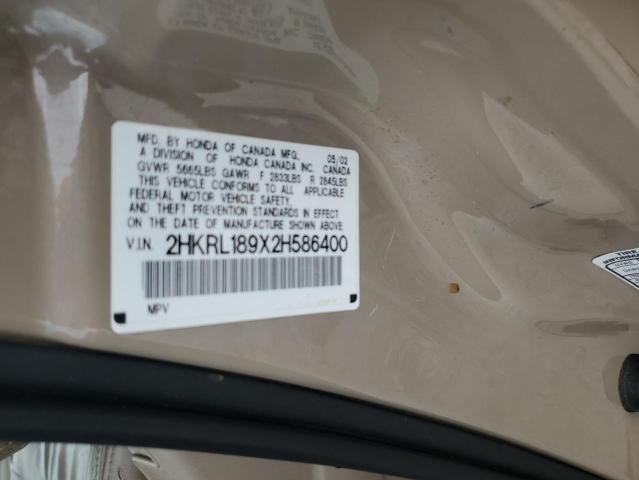 MFD. BY HONDA OF CANADA MFG. 05/02
A DIVISION OF HONDA CANADA INC. CANADA
GVWR 5665LBS GAWR F 2833LBS R 2845LBS
THIS VEHICLE CONFORMS TO ALL APPLICABLE
FEDERAL MOTOR VEHICLE SAFETY,
AND THEFT PREVENTION STANDARDS IN EFFECT
ON THE DATE OF MANUFACTURE SHOWN ABOVE.
V.I.N. 2HKRL189X2H586400
MPV
TIRE